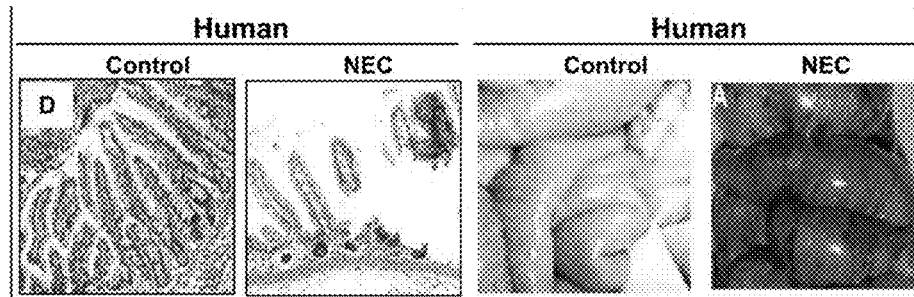 Human
Human
Control
NEC
Control
NEC
D
A